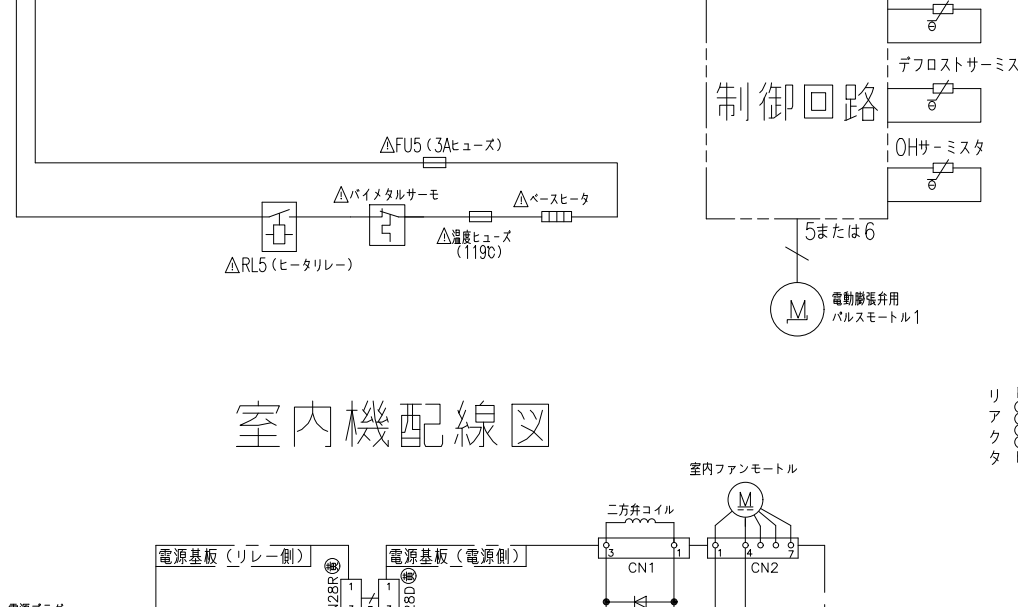 デフロストサーミス
制御回路
⚠FU5（3Aヒューズ）
OHサーミスタ
⚠バイメタルサーモ
⚠ベースヒータ
⚠温度ヒューズ
（119℃）
5または6
⚠RL5（ヒータリレー）
M
電動膨張弁用
パルスモートル1
室内機配線図
リアクタ
室内ファンモートル
M
二方弁コイル
電源基板（リレー側）
電源基板（電源側）
3 1
1 4 7
CN1
CN2
1 1